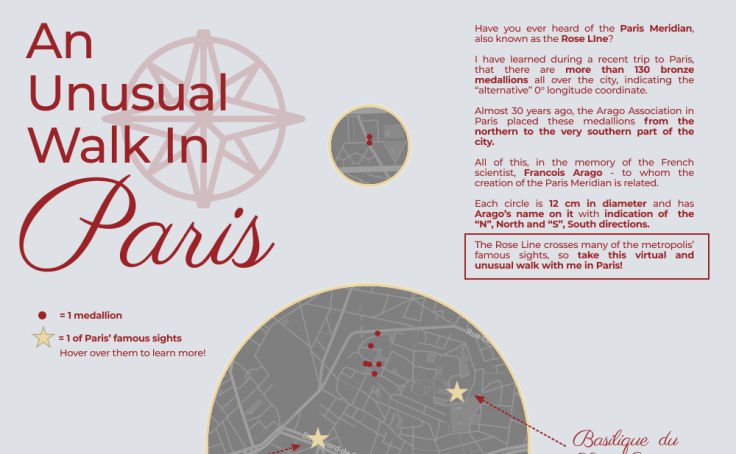 An
Unusual
Walk In
Paris
Have you ever heard of the Paris Meridian,
also known as the Rose LIne?
I have learned during a recent trip to Paris,
that there are more than 130 bronze
medallions all over the city, indicating the
“alternative” 0° longitude coordinate.
Almost 30 years ago, the Arago Association in
Paris placed these medallions from the
northern to the very southern part of the
city.
All of this, in the memory of the French
scientist, Francois Arago - to whom the
creation of the Paris Meridian is related.
Each circle is 12 cm in diameter and has
Arago’s name on it with indication of the
“N”, North and “S”, South directions.
The Rose Line crosses many of the metropolis’
famous sights, so take this virtual and
unusual walk with me in Paris!
= 1 medallion
= 1 of Paris’ famous sights
Hover over them to learn more!
Rue
Basilique du